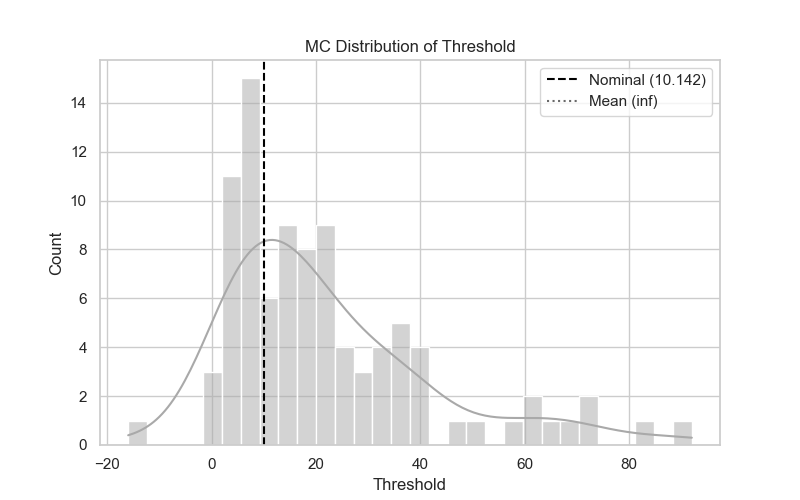 MC Distribution of Threshold
Nominal (10.142)
Mean (inf)
Count
14
12
10
8
6
4
2
0
−20
0
20
40
60
80
Threshold